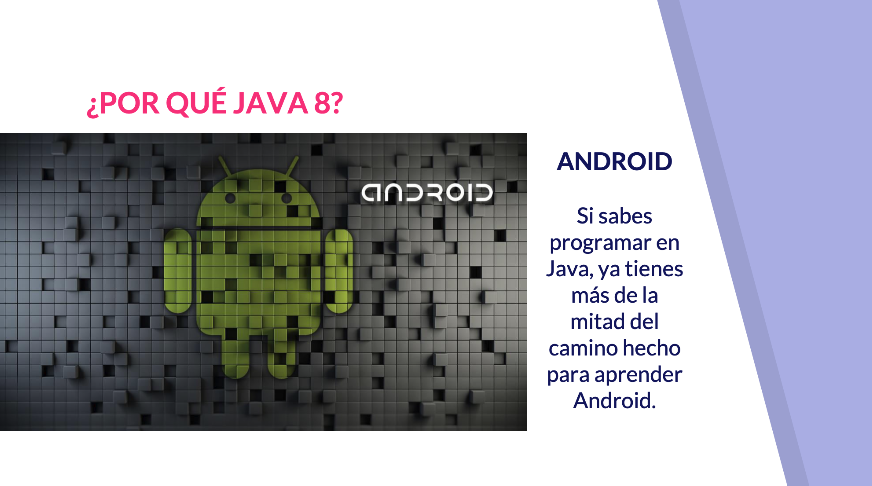 ¿POR QUÉ JAVA 8?
ANDROID
ANDROID
Si sabes
programar en
Java, ya tienes
más de la
mitad del
camino hecho
para aprender
Android.